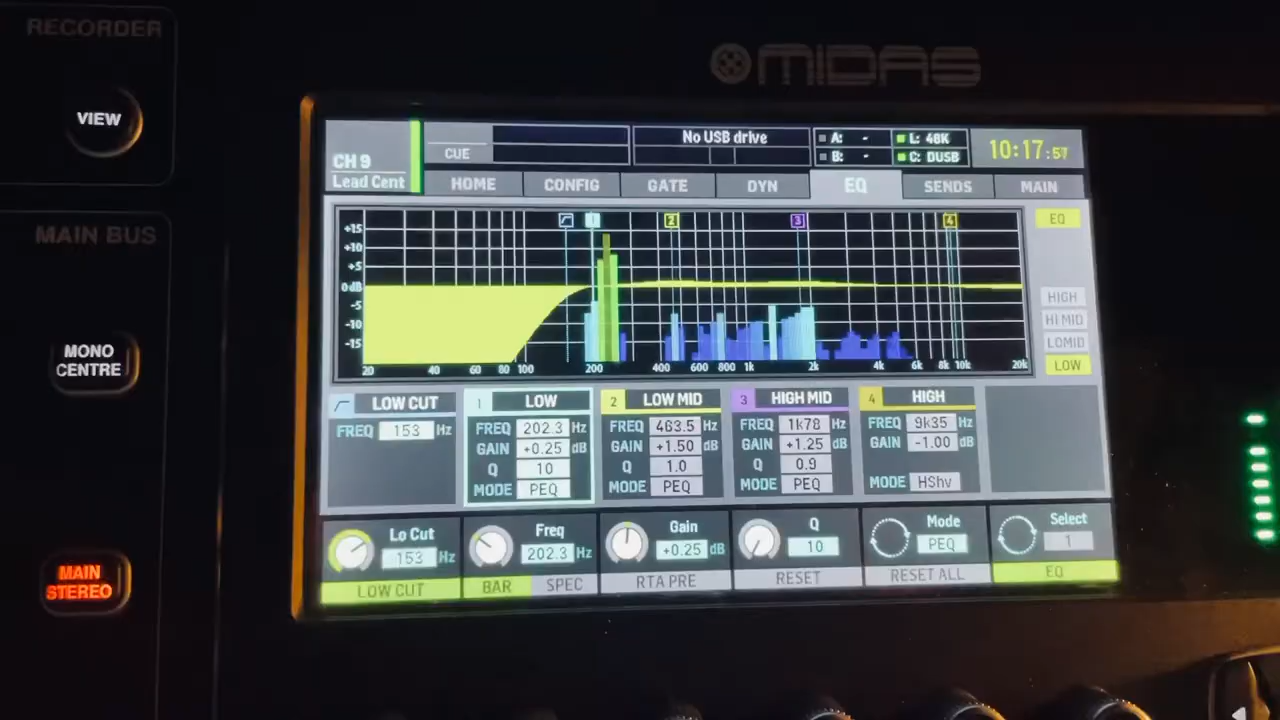 RECORDER
VIEW
MIDAS
MAIN BUS
MONO
CENTRE
MAIN
STEREO
CH 9
Lead Cent
CUE
No USB drive
A: -
B: -
L: 48K
C: DUSB
10:17:57
HOME CONFIG GATE DYN EQ SENDS MAIN
1 2 3 4
EQ
+15
+10
+5
0 dB
-5
-10
-15
20 40 60 80 100 200 400 600 800 1k 2k 4k 6k 8k 10k 20k
HIGH
HI MID
LOMID
LOW
LOW CUT
FREQ 153 Hz
1 LOW
FREQ 202.3 Hz
GAIN +0.25 dB
Q 10
MODE PEQ
2 LOW MID
FREQ 463.5 Hz
GAIN +1.50 dB
Q 1.0
MODE PEQ
3 HIGH MID
FREQ 1k78 Hz
GAIN +1.25 dB
Q 0.9
MODE PEQ
4 HIGH
FREQ 9k35 Hz
GAIN -1.00 dB
MODE HShv
Lo Cut
153 Hz
LOW CUT
Freq
202.3 Hz
BAR SPEC
Gain
+0.25 dB
RTA PRE
Q
10
RESET
Mode
PEQ
RESET ALL
Select
1
EQ